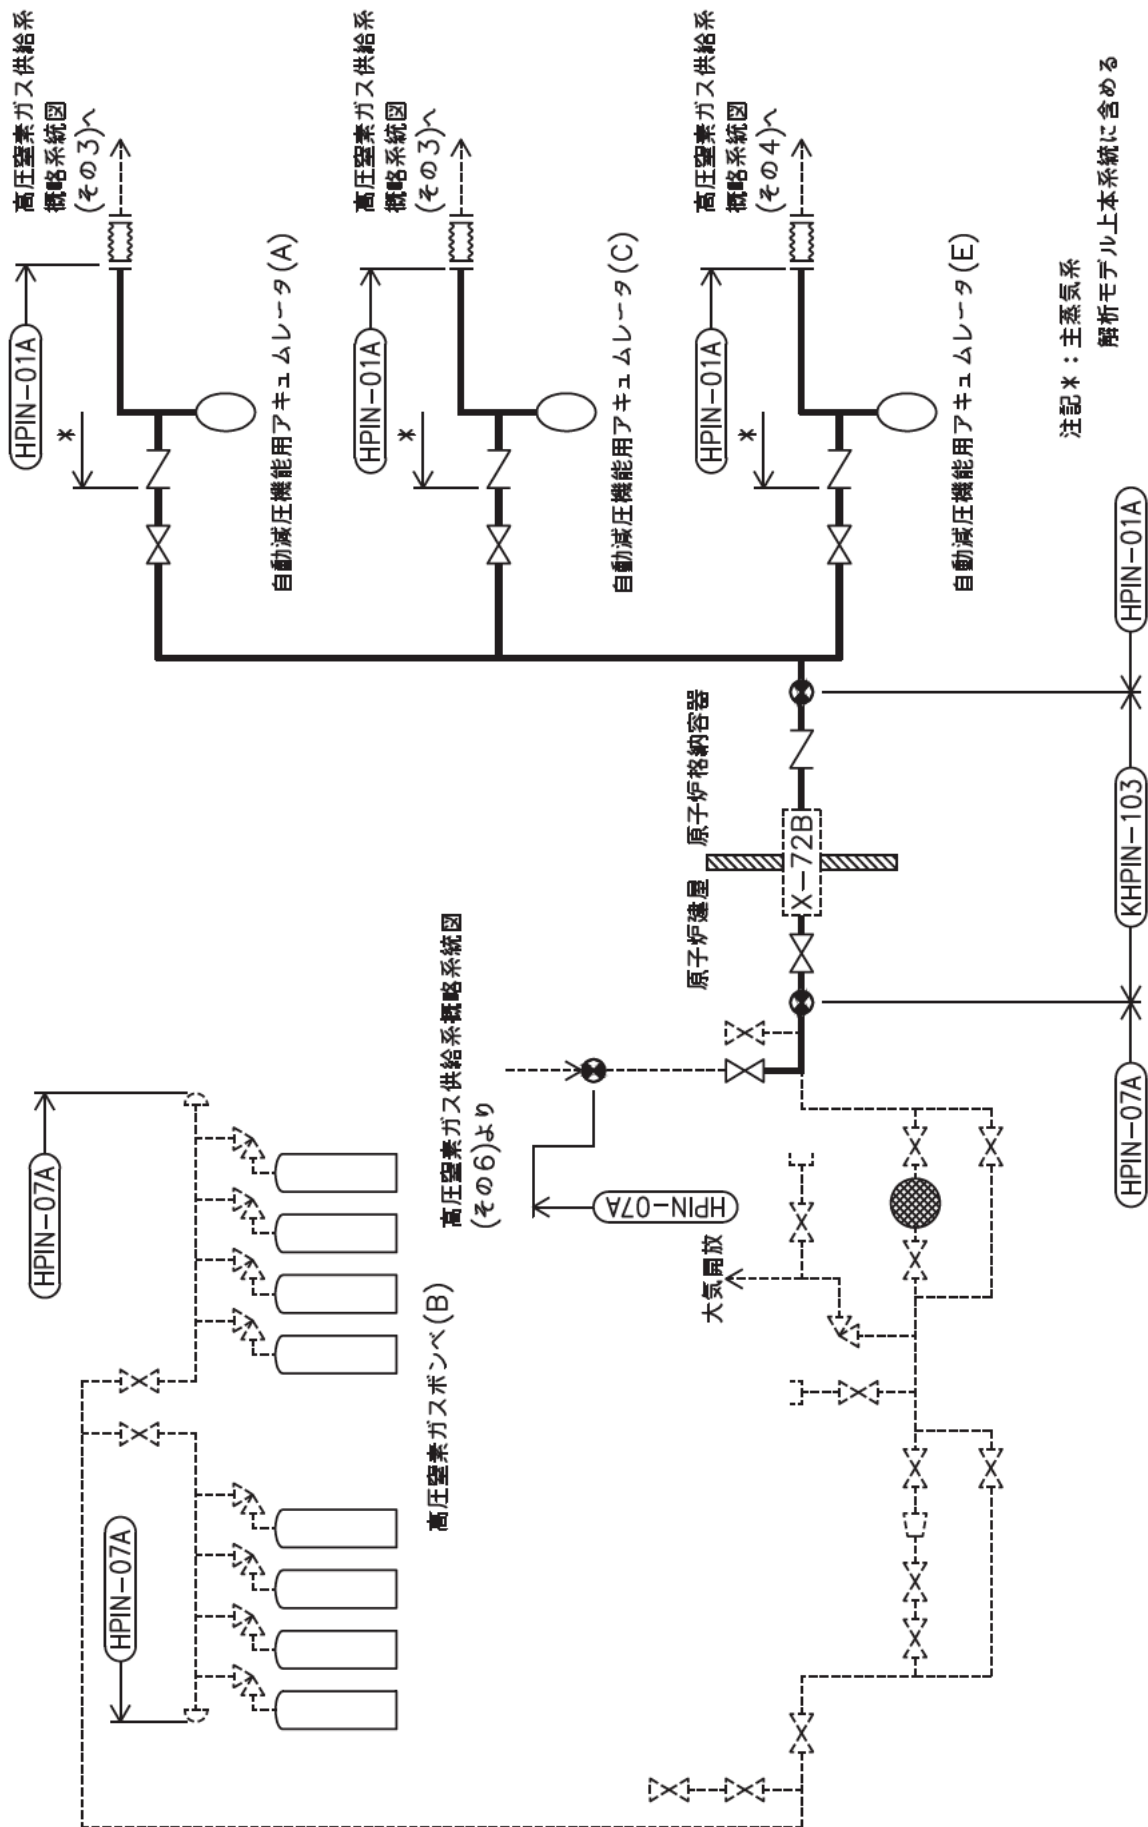 高圧窒素ガス供給系
概略系統図
(その3)へ
HPIN-01A
*
自動減圧機能用アキュムレータ(A)
高圧窒素ガス供給系
概略系統図
(その3)へ
HPIN-01A
*
自動減圧機能用アキュムレータ(C)
高圧窒素ガス供給系
概略系統図
(その4)へ
HPIN-01A
*
自動減圧機能用アキュムレータ(E)
HPIN-07A
HPIN-07A
高圧窒素ガスボンベ(B)
高圧窒素ガス供給系概略系統図
(その6)より
HPIN-07A
大気開放
原子炉建屋
原子炉格納容器
X-72B
HPIN-07A
KHPIN-103
HPIN-01A
注記*:主蒸気系
解析モデル上本系統に含める